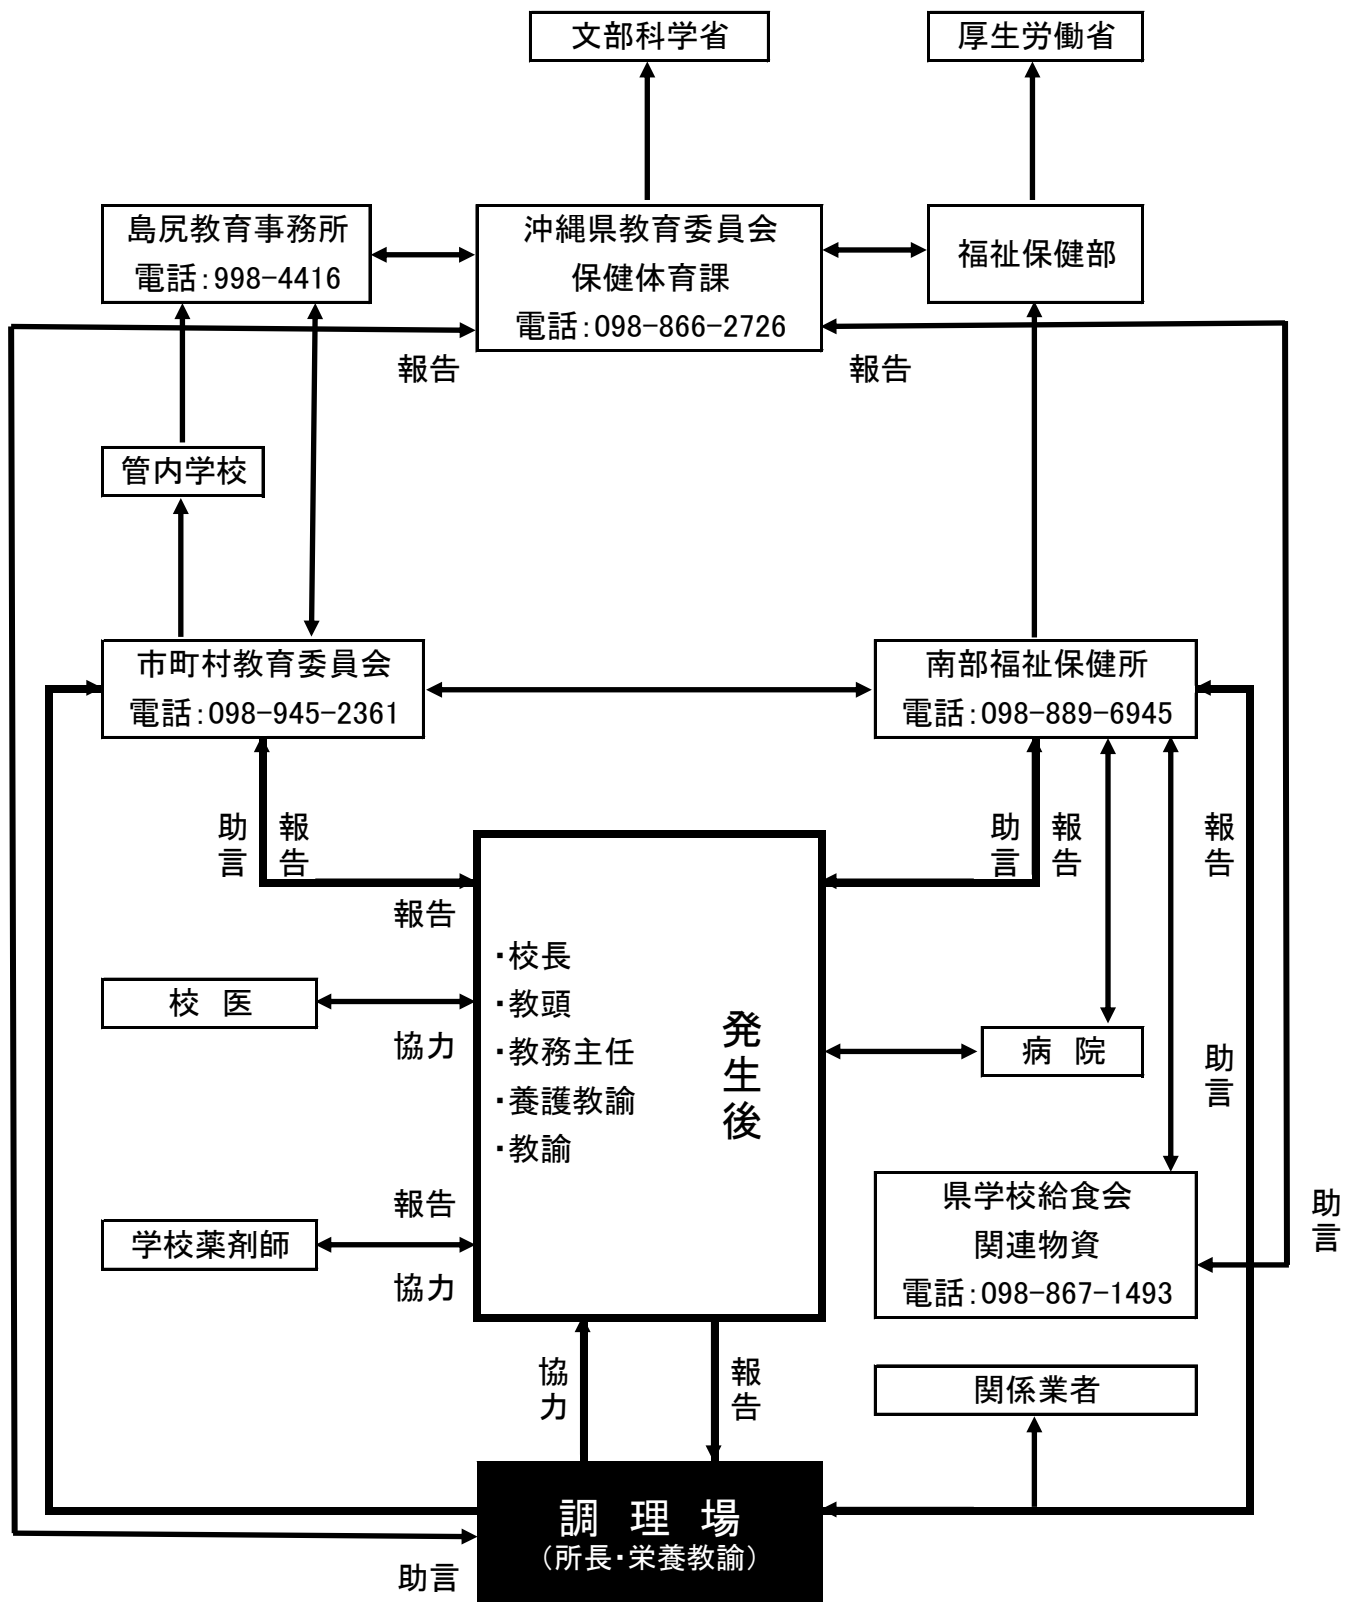 文部科学省
厚生労働省
島尻教育事務所
電話:998-4416
沖縄県教育委員会
保健体育課
電話:098-866-2726
福祉保健部
報告
報告
管内学校
市町村教育委員会
電話:098-945-2361
南部福祉保健所
電話:098-889-6945
助言
報告
助言
報告
報告
報告
・校長
・教頭
・教務主任
・養護教諭
・教諭
発生後
校 医
協力
病 院
助言
報告
学校薬剤師
協力
県学校給食会
関連物資
電話:098-867-1493
助言
協力
報告
関係業者
調 理 場
(所長・栄養教諭)
助言